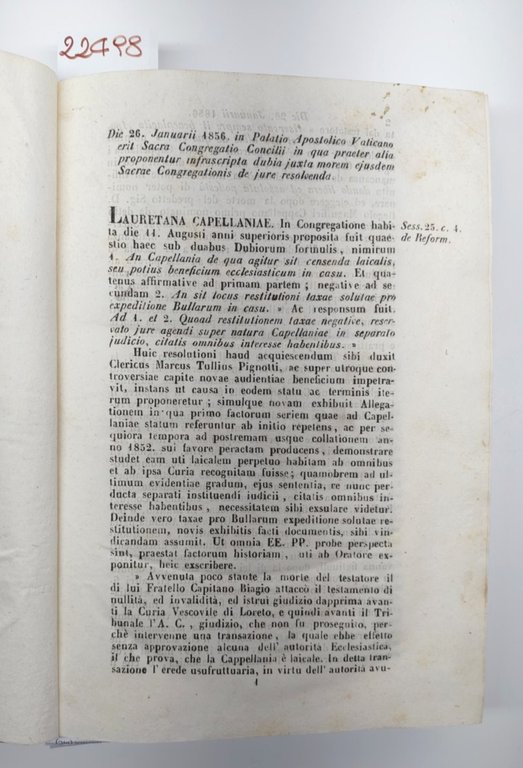 22498
Die 26. Januarii 1856. in Palatio Apostolico Vaticano
erit Sacra Congregatio Concilii in qua praeter alia
proponentur infrascripta dubia juxta morem ejusdem
Sacrae Congregationis de jure resolvenda.
LAURETANA CAPELLANIAE. In Congregatione habi-
ta die 11. Augusti anni superioris proposita fuit quae-
stio haec sub duabus Dubiorum formulis, nimirum
1. An Capellania de qua agitur sit censenda laicalis,
seu potius beneficium ecclesiasticum in casu. Et qua-
tenus affirmative ad primam partem ; negative ad se-
cundam 2. An sit locus restitutioni taxae solutae pro
expeditione Bullarum in casu. » Ac responsum fuit.
Ad 1. et 2. Quoad restitutionem taxae negative, reser-
vato jure agendi super natura Capellaniae in separato
judicio, citatis omnibus interesse habentibus. »
Sess. 25. c. 4.
de Reform.
Huic resolutioni haud acquiescendum sibi duxit
Clericus Marcus Tullius Pignotti, ac super utroque con-
troversiae capite novae audientiae beneficium impetra-
vit, instans ut causa in eodem statu ac terminis ite-
rum proponeretur ; simulque novam exhibuit Allega-
tionem in qua primo factorum seriem quae ad Capel-
laniae statum referuntur ab initio repetens, ac per se-
quiora tempora ad postremam usque collationem an-
no 1852. sui favore peractam producens, demonstrare
studet eam uti laicalem perpetuo habitam ab omnibus
et ab ipsa Curia recognitam fuisse; quamobrem ad ul-
timum evidentiae gradum, ejus sententia, re nunc per-
ducta separati instituendi iudicii, citatis omnibus in-
teresse habentibus, necessitatem sibi exsulare videtur.
Deinde vero taxae pro Bullarum expeditione solutae re-
stitutionem, novis exhibitis facti documentis, sibi vin-
dicandam assumit. Ut omnia EE. PP. probe perspecta
sint, praestat factorum historiam, uti ab Oratore ex-
ponitur, heic exscribere.
» Avvenuta poco stante la morte del testatore il
di lui Fratello Capitano Biagio attaccò il testamento di
nullità, ed invalidità, ed istruì giudizio dapprima avan-
ti la Curia Vescovile di Loreto, e quindi avanti il Tri-
bunale l'A. C., giudizio, che non fu proseguito, per-
chè intervenne una transazione, la quale ebbe effetto
senza approvazione alcuna dell' autorità Ecclesiastica,
il che prova, che la Cappellania è laicale. In detta tran-
sazione l' erede usufruttuaria, in virtù dell' autorità avu-
1